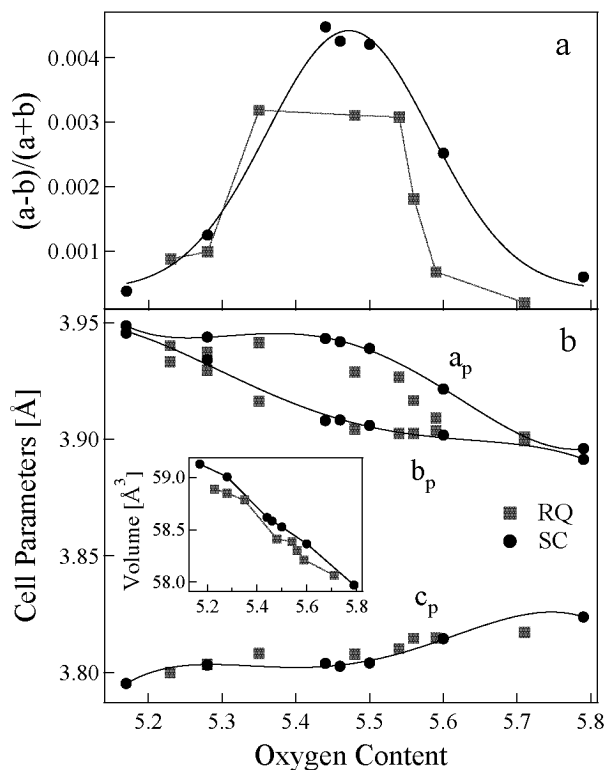 a
0.004
0.003
0.002
0.001
(a-b)/(a+b)
b
3.95
3.90
3.85
3.80
Cell Parameters [Å]
a_p
b_p
c_p
RQ
SC
Volume [Å³]
59.0
58.5
58.0
5.2 5.4 5.6 5.8
5.2 5.3 5.4 5.5 5.6 5.7 5.8
Oxygen Content